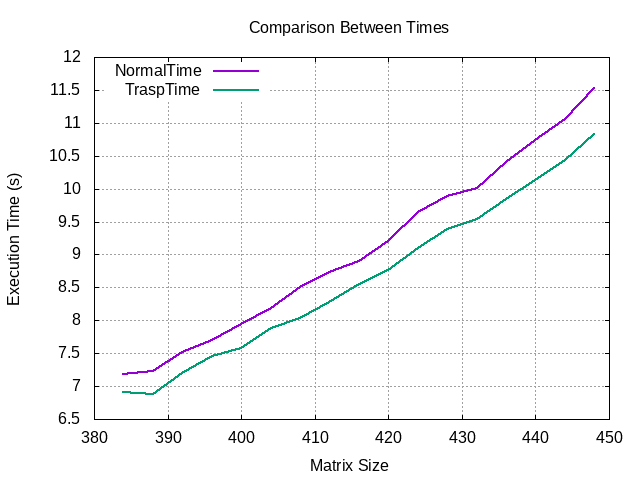 Comparison Between Times
NormalTime
TraspTime
12
11.5
11
10.5
10
9.5
9
8.5
8
7.5
7
6.5
Execution Time (s)
380 390 400 410 420 430 440 450
Matrix Size